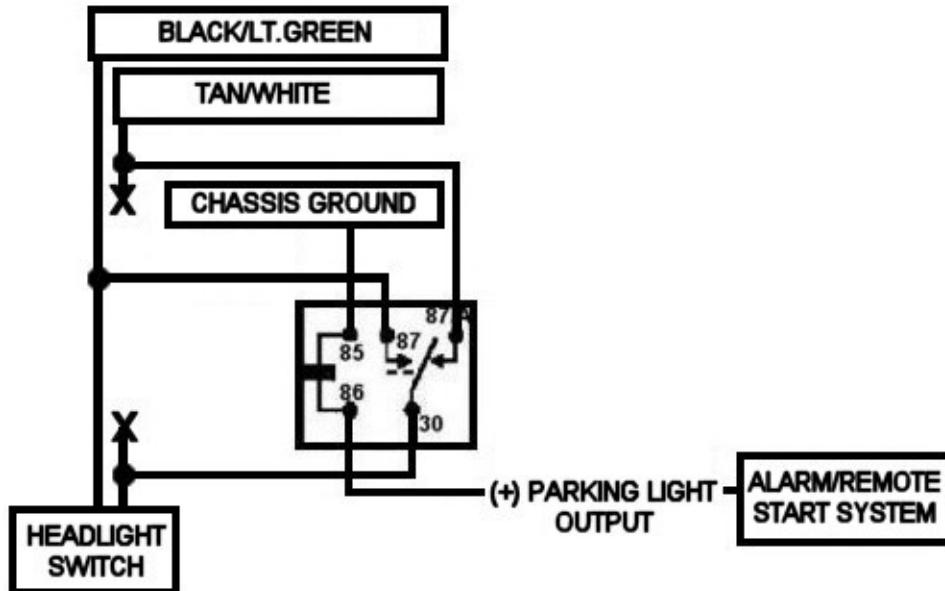 BLACK/LT.GREEN
TAN/WHITE
X
CHASSIS GROUND
85
87
87A
86
30
X
HEADLIGHT
SWITCH
(+) PARKING LIGHT
OUTPUT
ALARM/REMOTE
START SYSTEM